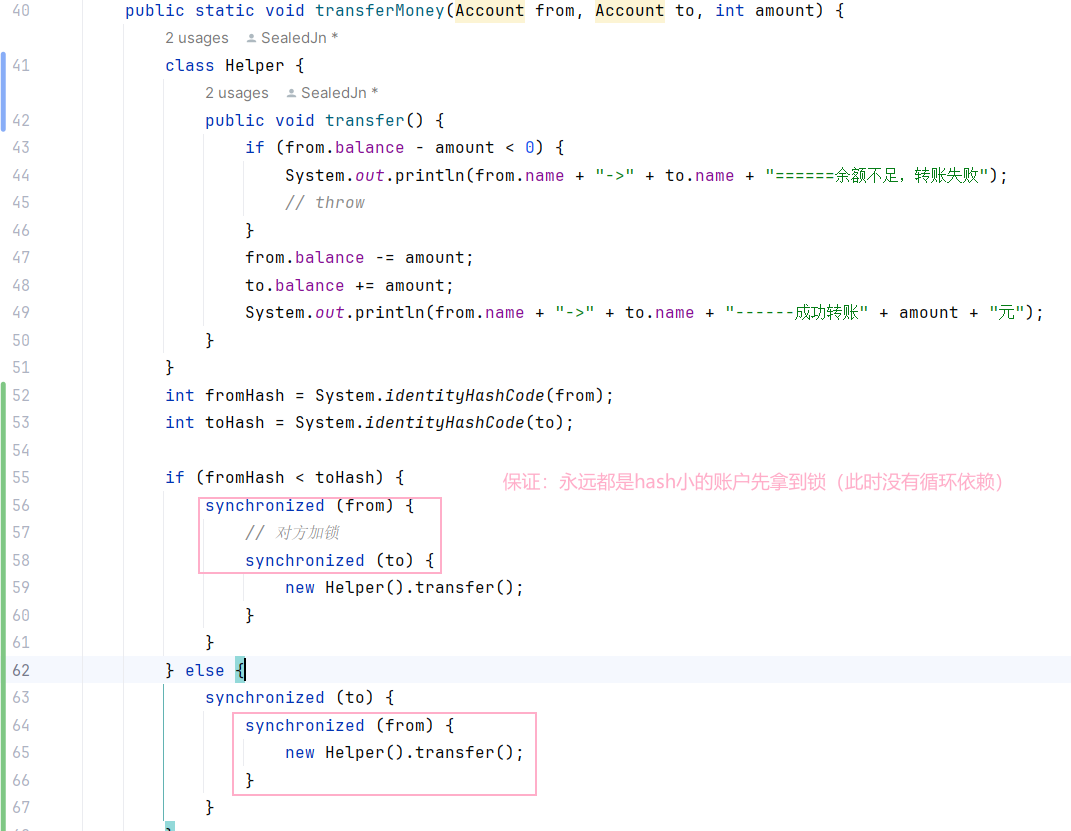 40 public static void transferMoney(Account from, Account to, int amount) {
2 usages SealedJn *
41 class Helper {
2 usages SealedJn *
42 public void transfer() {
43 if (from.balance - amount < 0) {
44 System.out.println(from.name + "->" + to.name + "======余额不足，转账失败");
45 // throw
46 }
47 from.balance -= amount;
48 to.balance += amount;
49 System.out.println(from.name + "->" + to.name + "------成功转账" + amount + "元");
50 }
51 }
52 int fromHash = System.identityHashCode(from);
53 int toHash = System.identityHashCode(to);
54
55 if (fromHash < toHash) { 保证：永远都是hash小的账户先拿到锁（此时没有循环依赖）
56 synchronized (from) {
57 // 对方加锁
58 synchronized (to) {
59 new Helper().transfer();
60 }
61 }
62 } else {
63 synchronized (to) {
64 synchronized (from) {
65 new Helper().transfer();
66 }
67 }